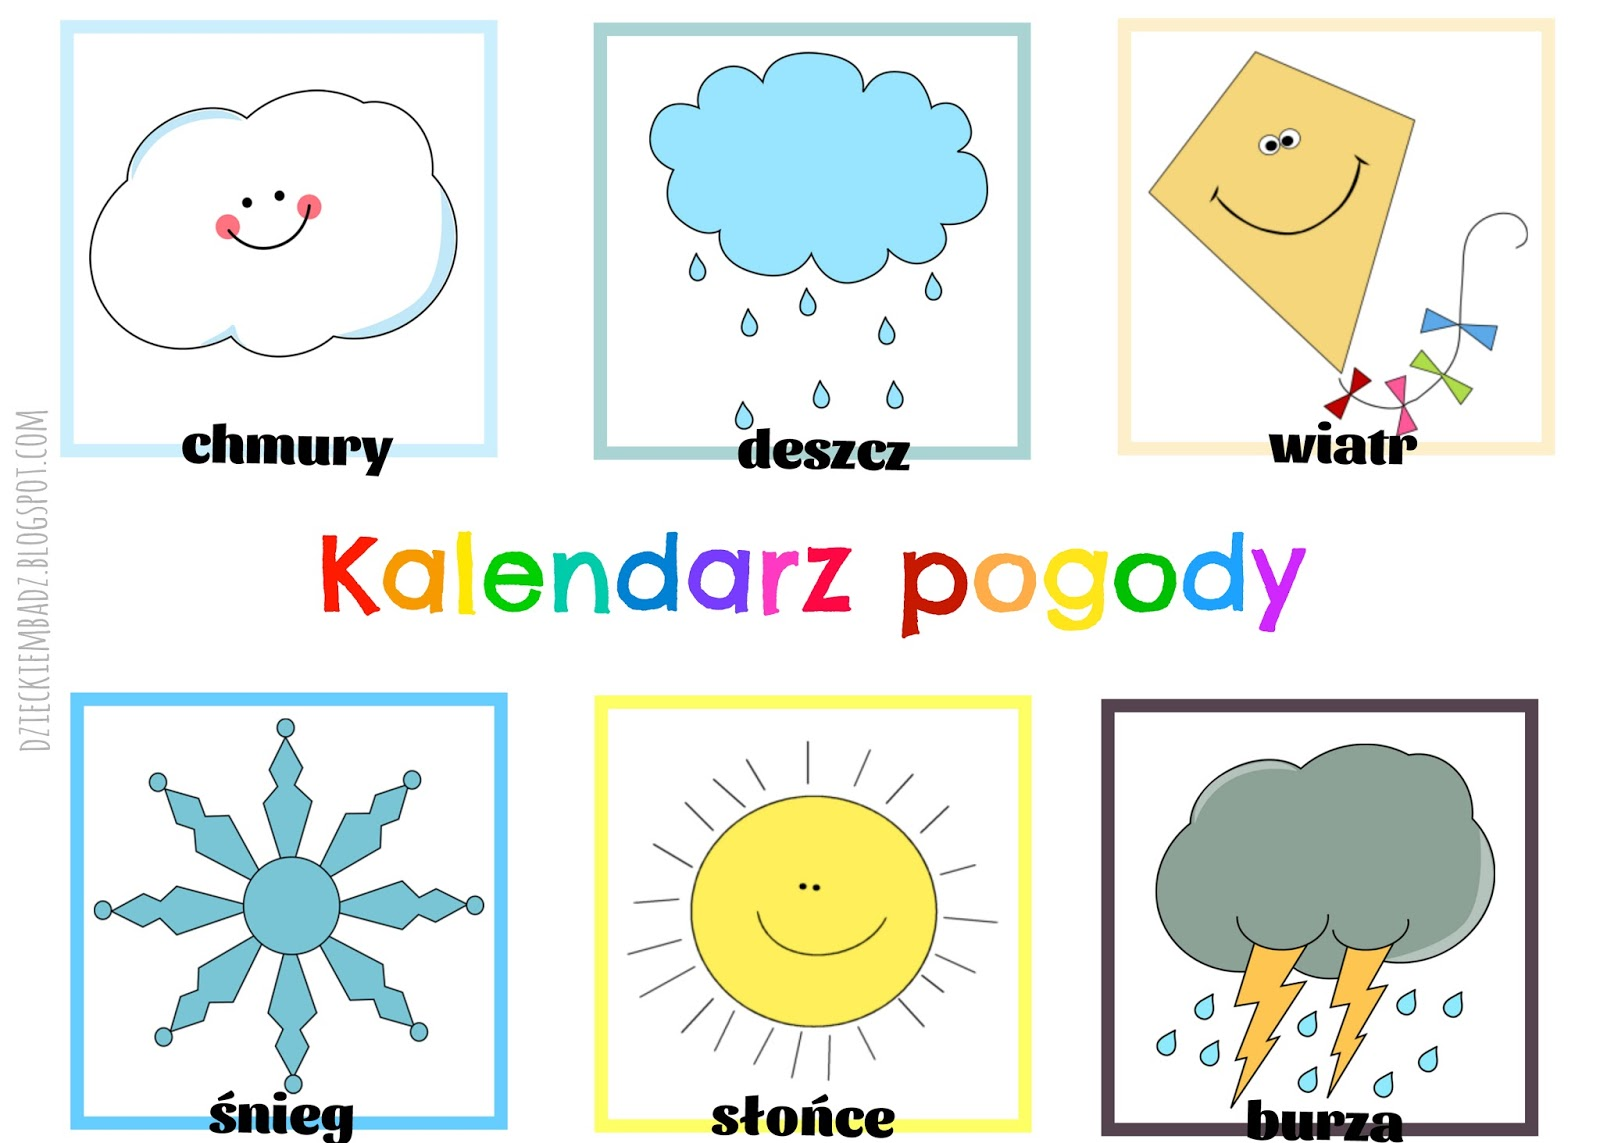 chmury
deszcz
wiatr
DZIECKIEMBADZ.BLOGSPOT.COM
Kalendarz pogody
śnieg
słońce
burza